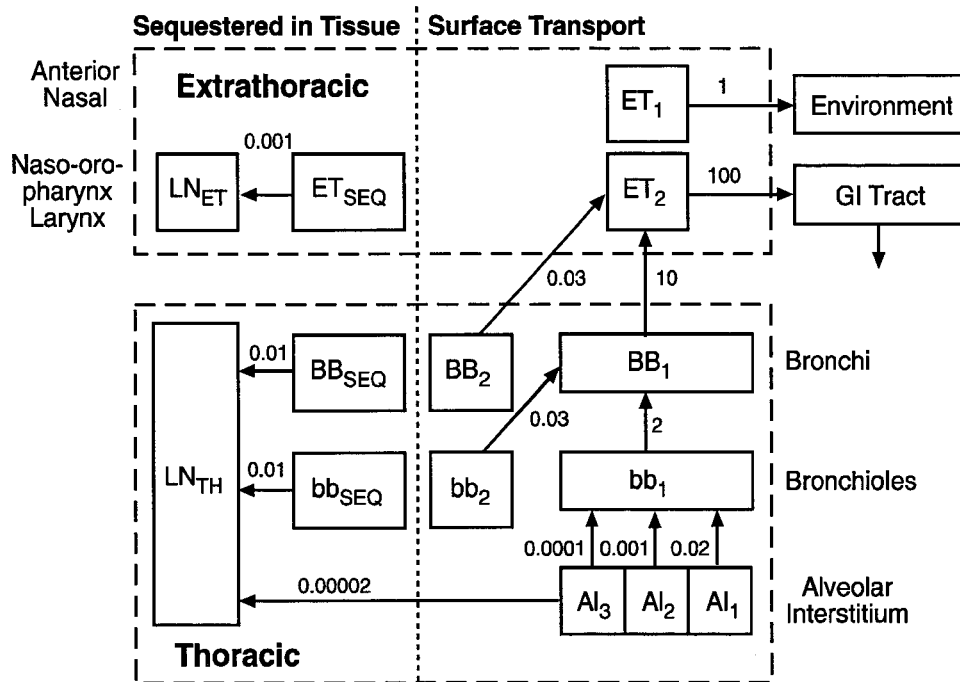 Sequestered in Tissue
Surface Transport
Anterior
Nasal
Extrathoracic
ET1
1
Environment
Naso-oro-
pharynx
Larynx
LNET
0.001
ETSEQ
ET2
100
GI Tract
0.03
10
LNTH
0.01
BBSEQ
BB2
BB1
Bronchi
0.03
2
0.01
bbSEQ
bb2
bb1
Bronchioles
0.0001
0.001
0.02
0.00002
AI3
AI2
AI1
Alveolar
Interstitium
Thoracic